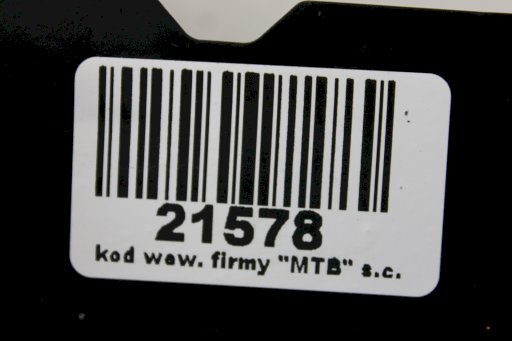 21578
kod wew. firmy "MTB" s.c.